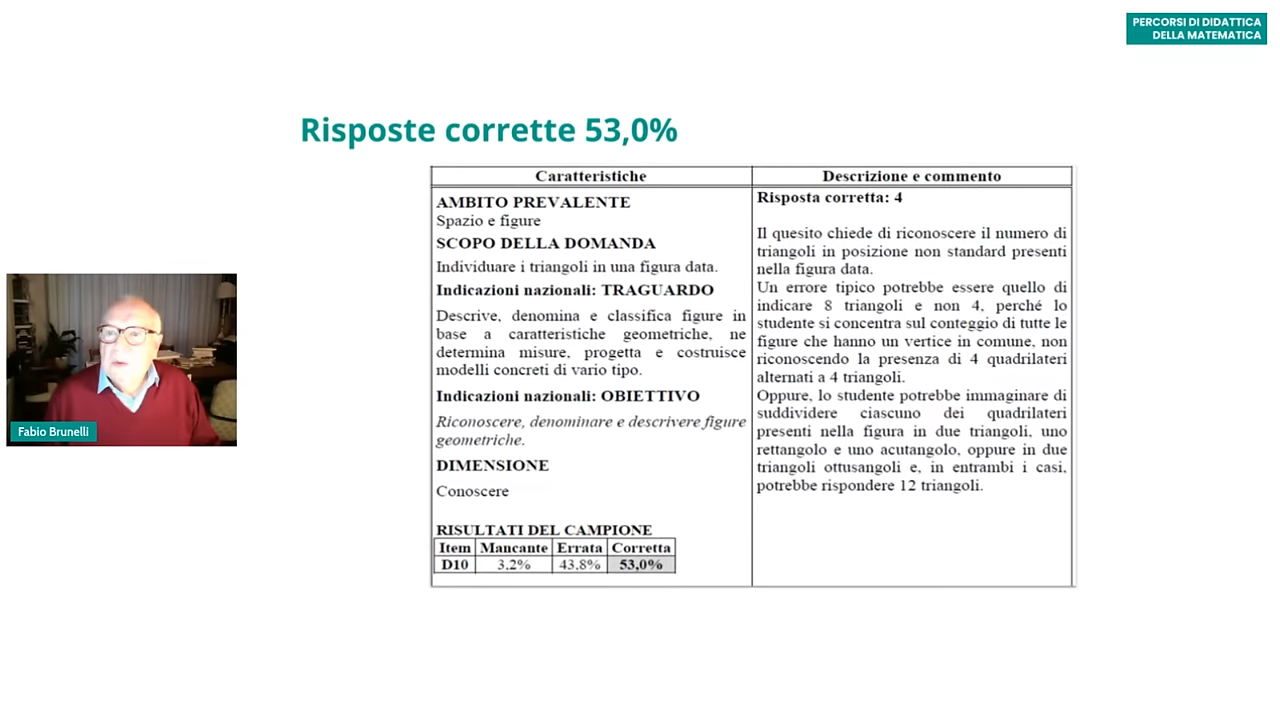 PERCORSI DI DIDATTICA
DELLA MATEMATICA
Risposte corrette 53,0%
Caratteristiche
AMBITO PREVALENTE
Spazio e figure
SCOPO DELLA DOMANDA
Individuare i triangoli in una figura data.
Indicazioni nazionali: TRAGUARDO
Descrive, denomina e classifica figure in
base a caratteristiche geometriche, ne
determina misure, progetta e costruisce
modelli concreti di vario tipo.
Indicazioni nazionali: OBIETTIVO
Riconoscere, denominare e descrivere figure
geometriche.
DIMENSIONE
Conoscere
RISULTATI DEL CAMPIONE
Item Mancante Errata Corretta
D10 3,2% 43,8% 53,0%
Descrizione e commento
Risposta corretta: 4
Il quesito chiede di riconoscere il numero di
triangoli in posizione non standard presenti
nella figura data.
Un errore tipico potrebbe essere quello di
indicare 8 triangoli e non 4, perché lo
studente si concentra sul conteggio di tutte le
figure che hanno un vertice in comune, non
riconoscendo la presenza di 4 quadrilateri
alternati a 4 triangoli.
Oppure, lo studente potrebbe immaginare di
suddividere ciascuno dei quadrilateri
presenti nella figura in due triangoli, uno
rettangolo e uno acutangolo, oppure in due
triangoli ottusangoli e, in entrambi i casi,
potrebbe rispondere 12 triangoli.
Fabio Brunelli